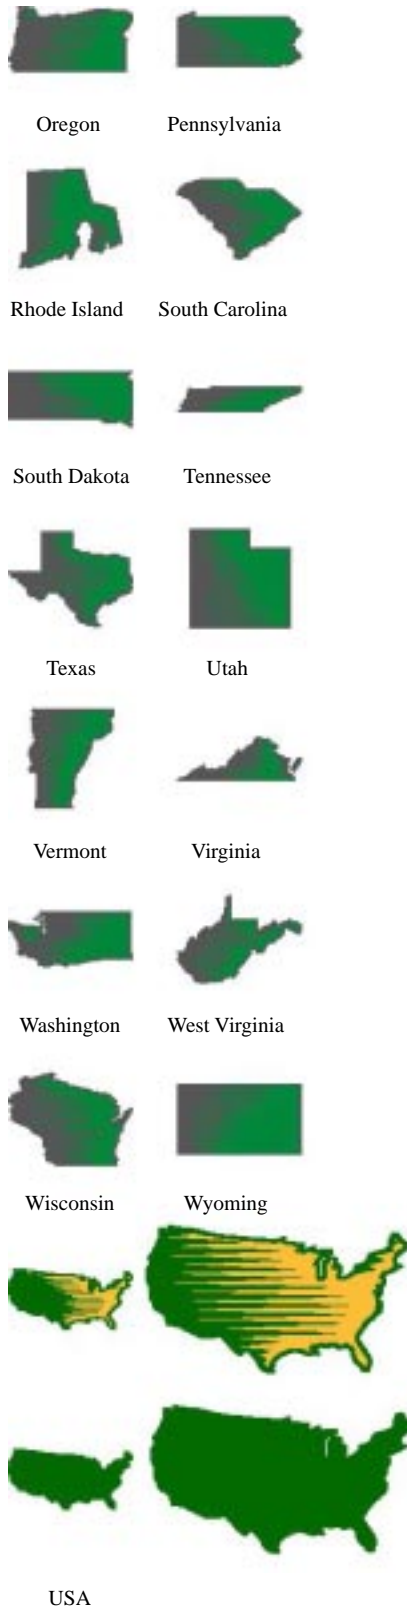 Oregon Pennsylvania
Rhode Island South Carolina
South Dakota Tennessee
Texas Utah
Vermont Virginia
Washington West Virginia
Wisconsin Wyoming
USA